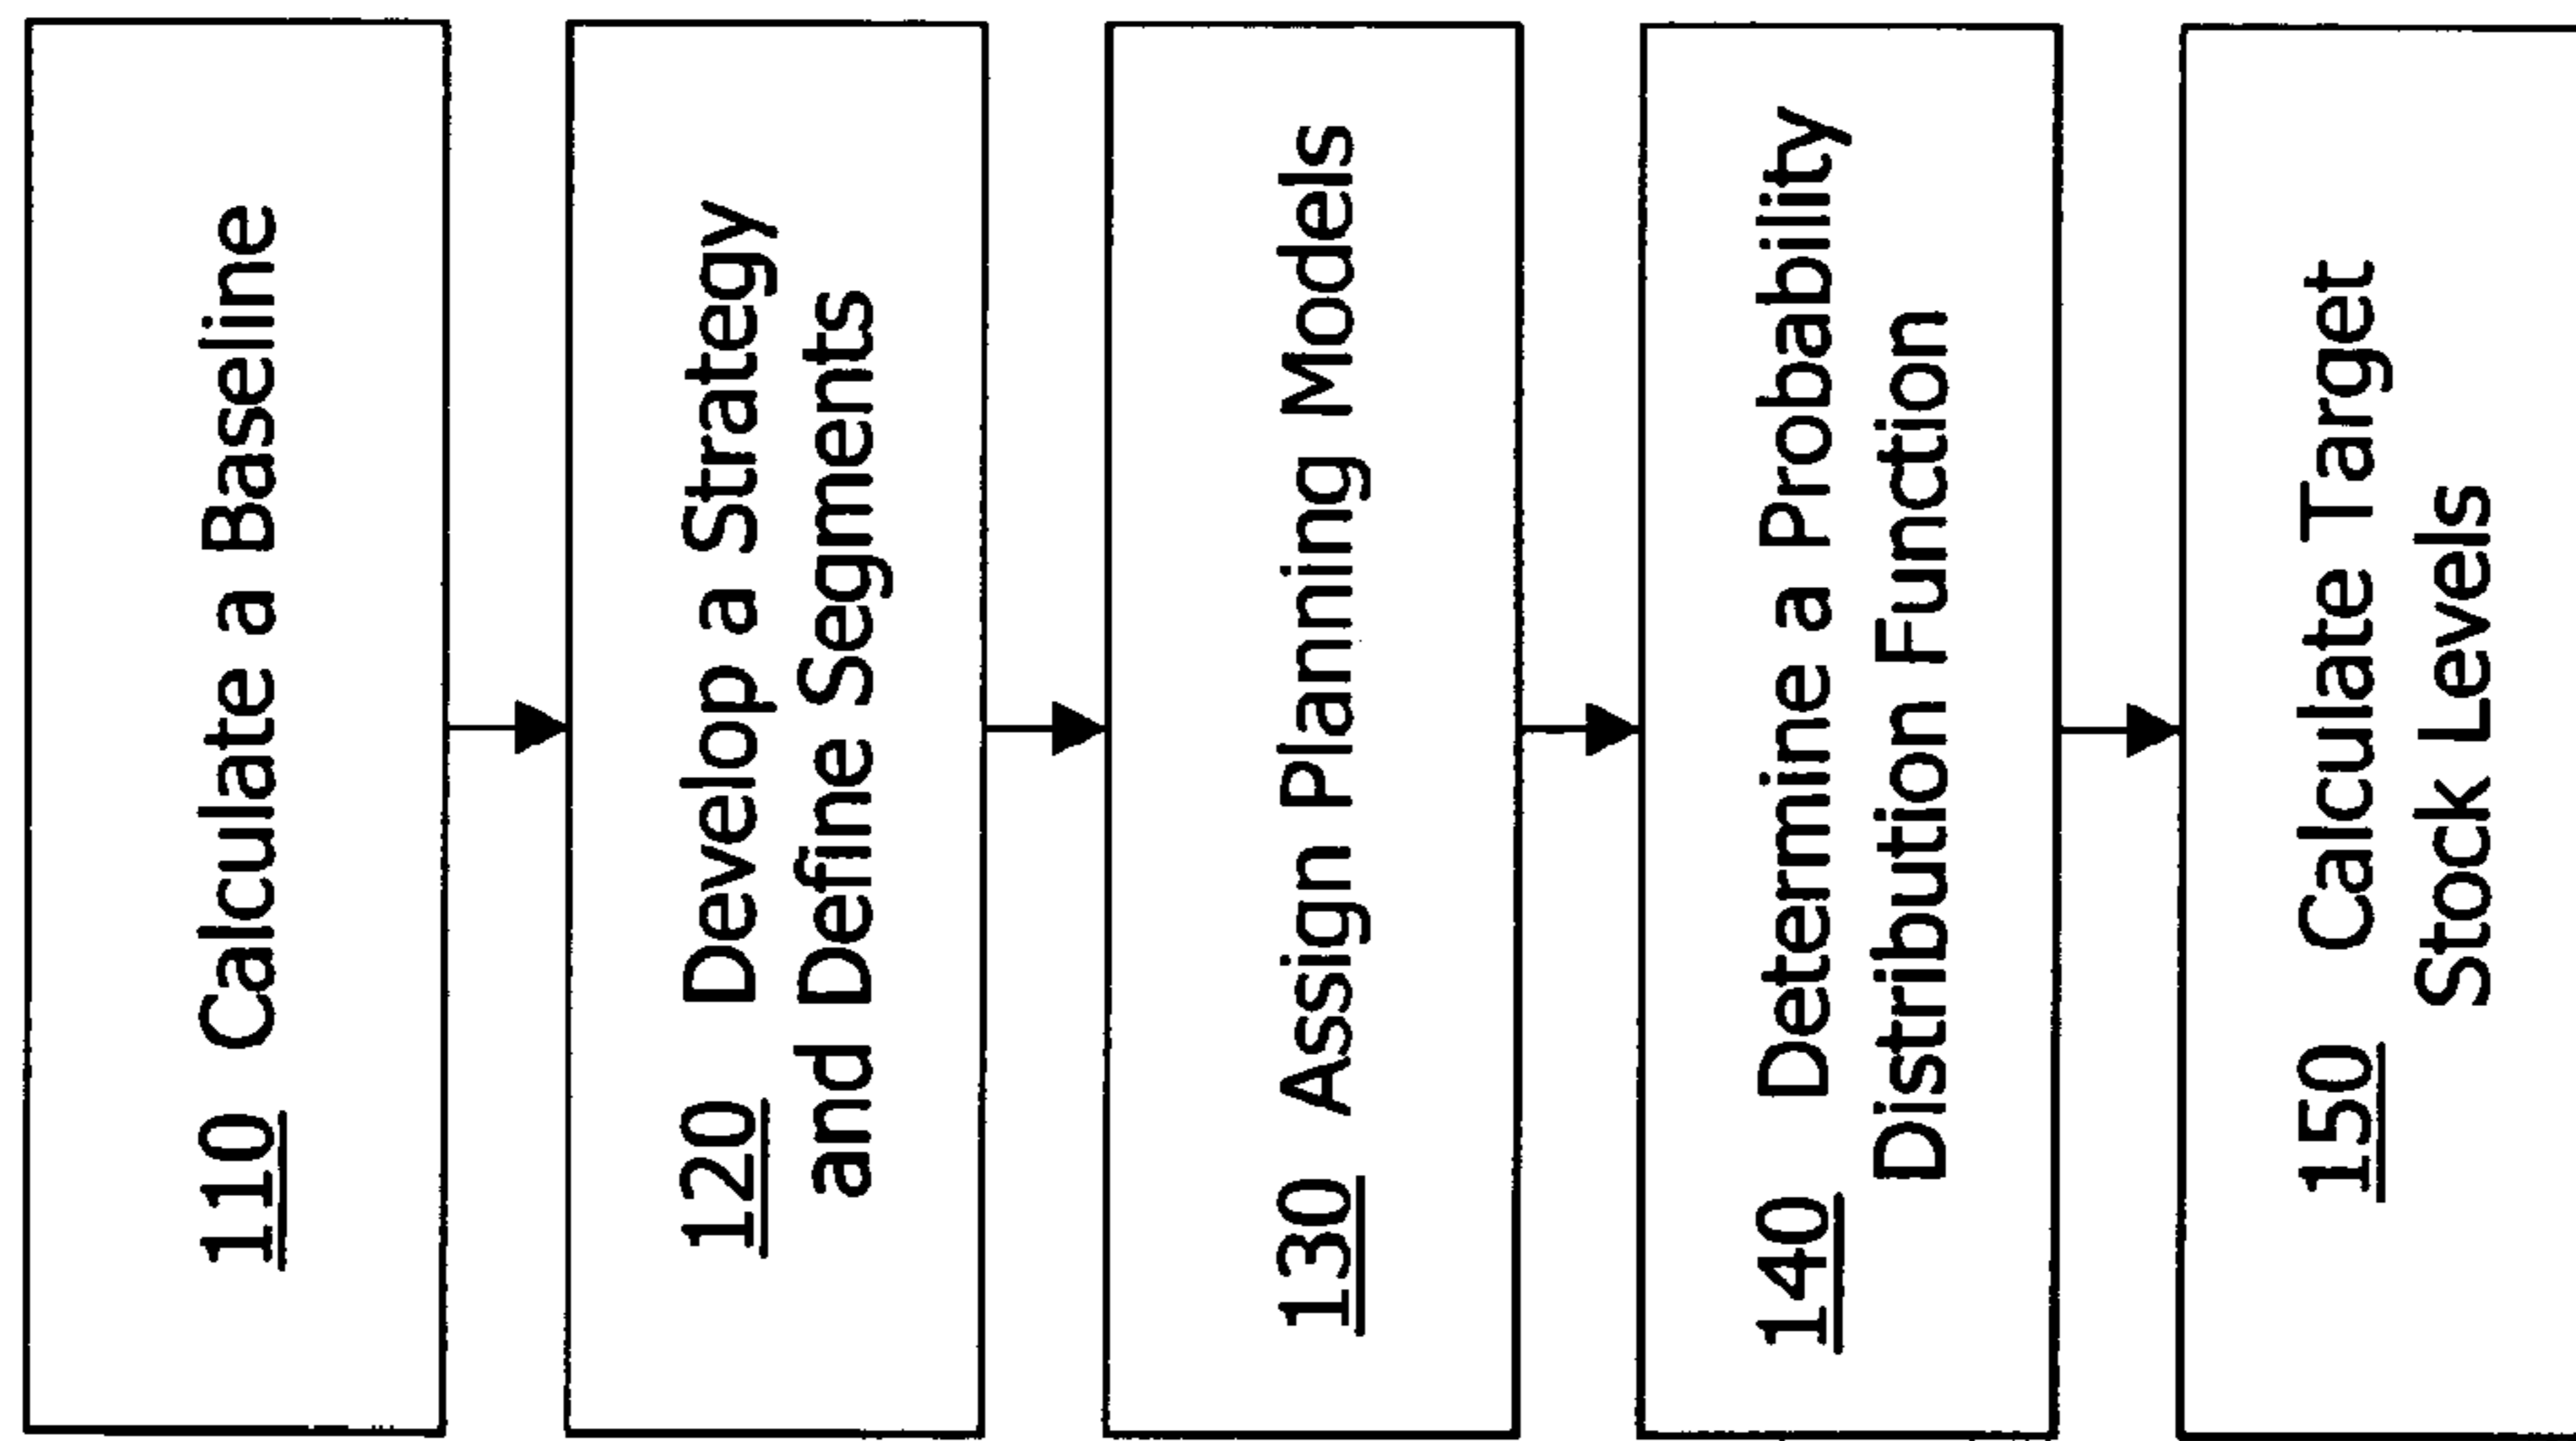 110 Calculate a Baseline
120 Develop a Strategy
and Define Segments
130 Assign Planning Models
140 Determine a Probability
Distribution Function
150 Calculate Target
Stock Levels